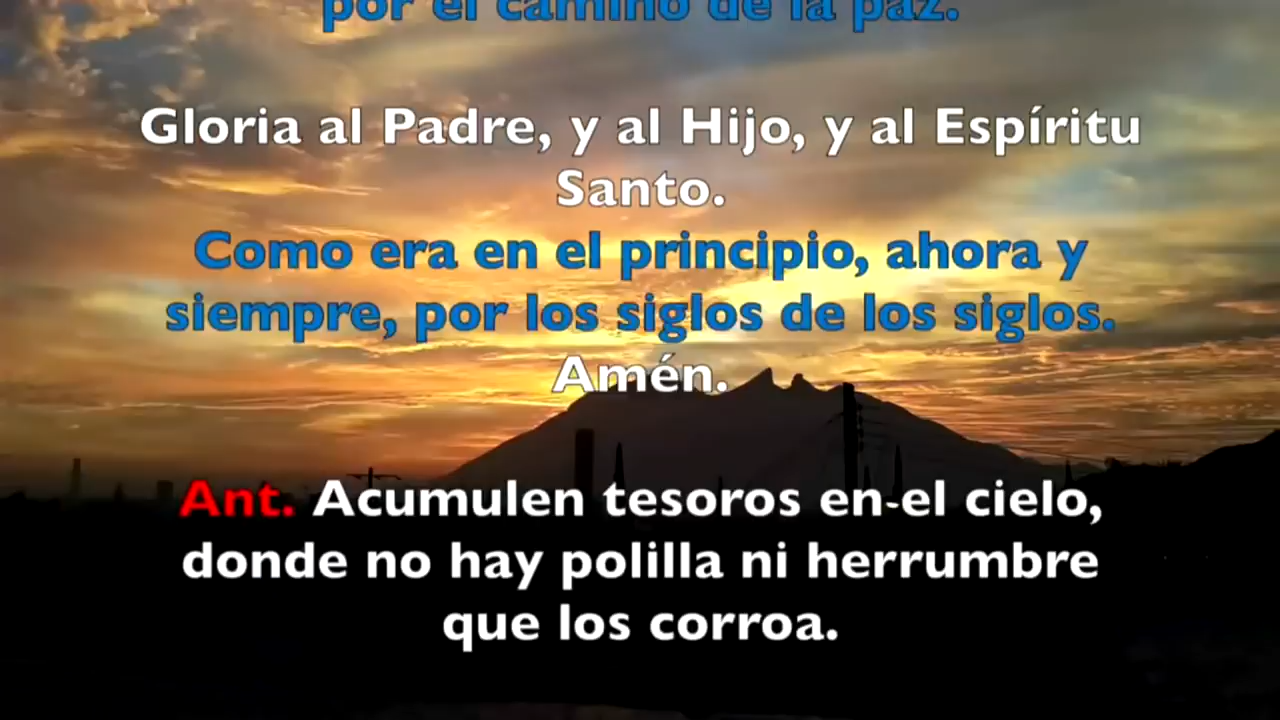 por el camino de la paz.
Gloria al Padre, y al Hijo, y al Espíritu
Santo.
Como era en el principio, ahora y
siempre, por los siglos de los siglos.
Amén.
Ant. Acumulen tesoros en-el cielo,
donde no hay polilla ni herrumbre
que los corroa.